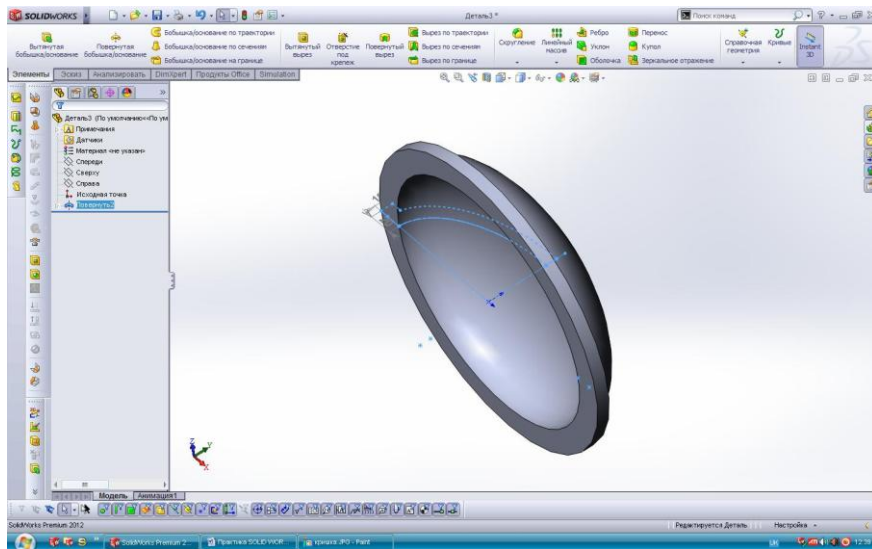 SOLIDWORKS
Деталь3 *
Поиск команд
Вытянутая бобышка/основание
Повернутая бобышка/основание
Бобышка/основание по траектории
Бобышка/основание по сечениям
Бобышка/основание на границе
Вытянутый вырез
Отверстие под крепеж
Повернутый вырез
Вырез по траектории
Вырез по сечениям
Вырез по границе
Скругление
Линейный массив
Ребро
Уклон
Оболочка
Перенос
Купол
Зеркальное отражение
Справочная геометрия
Кривые
Instant 3D
Элементы
Эскиз
Анализировать
DimXpert
Продукты Office
Simulation
Деталь3 (По умолчанию<<По ум
Примечания
Датчики
Материал <не указан>
Спереди
Сверху
Справа
Исходная точка
Повернуть2
Z
Y
X
Модель
Анимация1
SolidWorks Premium 2012
Редактируется Деталь
Настройка
SolidWorks Premium 2...
Практика SOLID WOR...
крышка.JPG - Paint
12:38